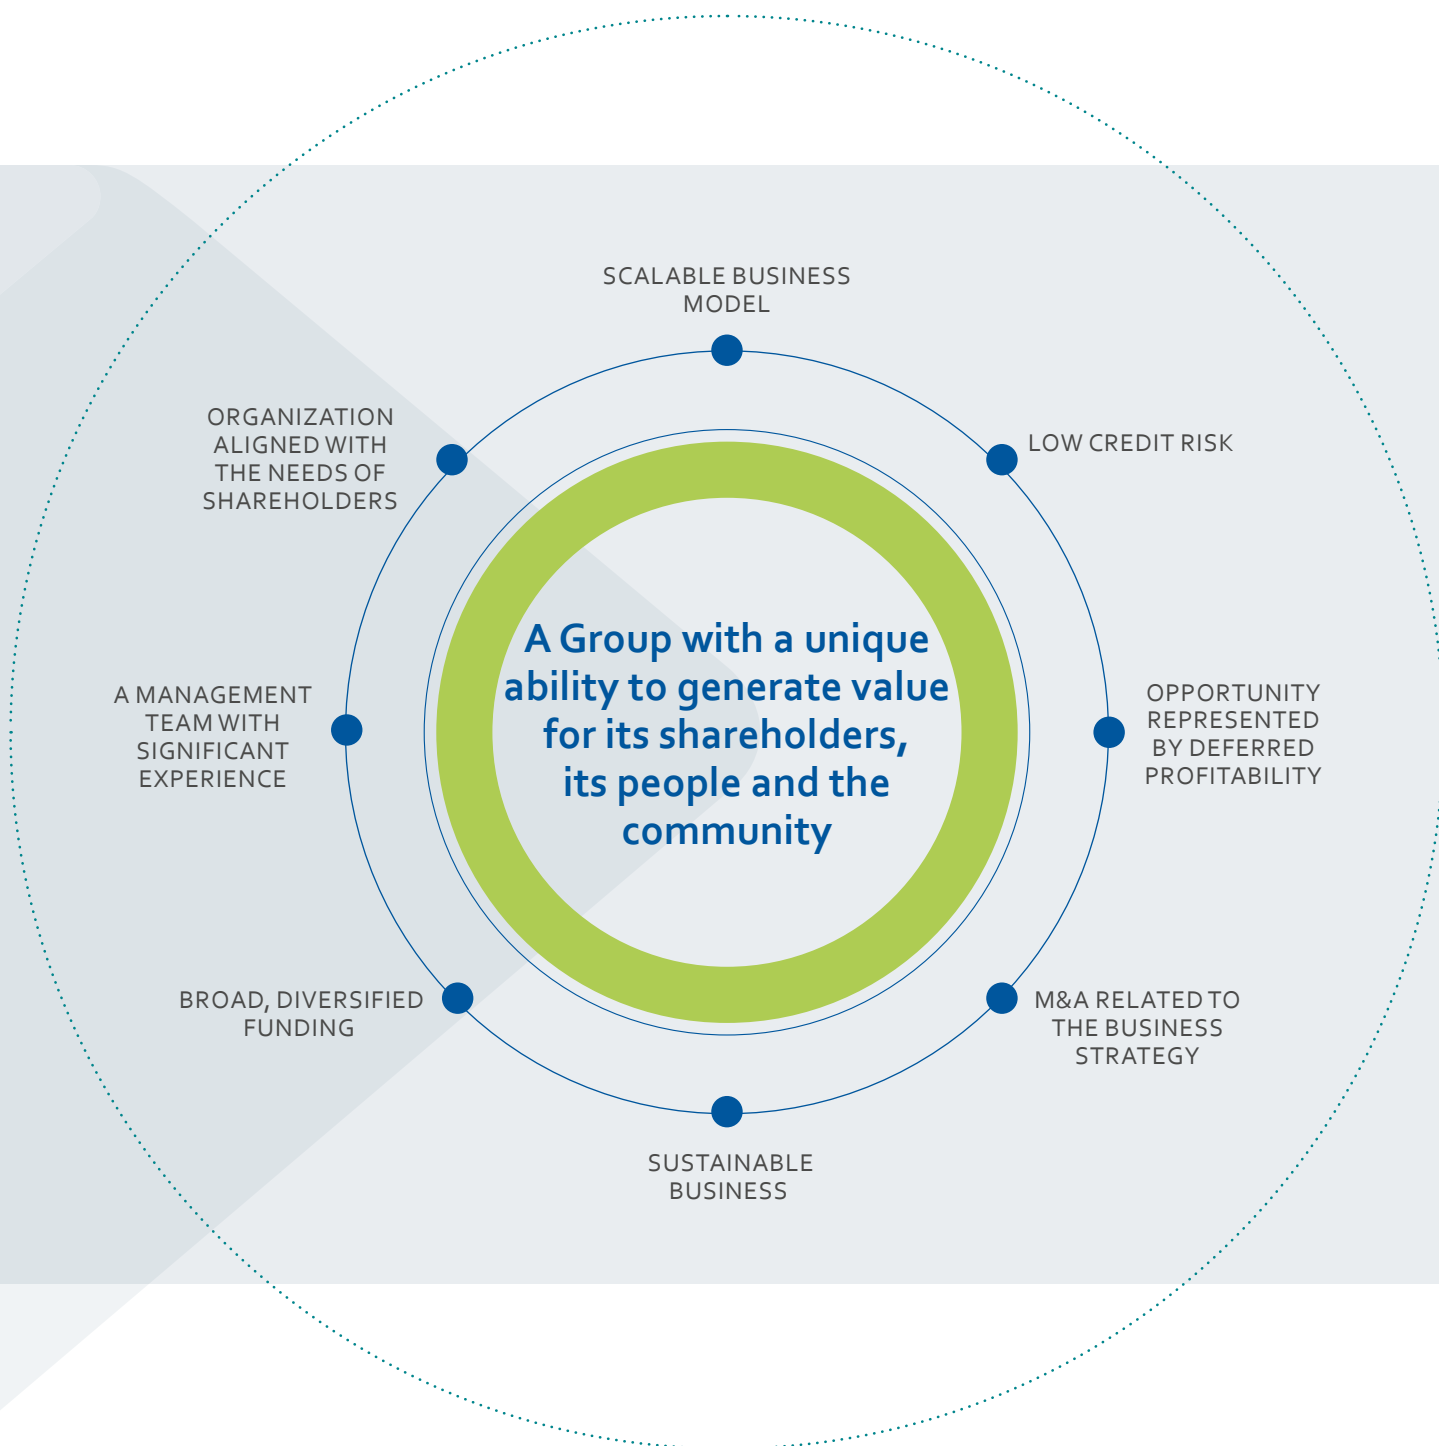 SCALABLE BUSINESS
MODEL
LOW CREDIT RISK
OPPORTUNITY
REPRESENTED
BY DEFERRED
PROFITABILITY
M&A RELATED TO
THE BUSINESS
STRATEGY
SUSTAINABLE
BUSINESS
BROAD, DIVERSIFIED
FUNDING
A MANAGEMENT
TEAM WITH
SIGNIFICANT
EXPERIENCE
ORGANIZATION
ALIGNED WITH
THE NEEDS OF
SHAREHOLDERS
A Group with a unique
ability to generate value
for its shareholders,
its people and the
community